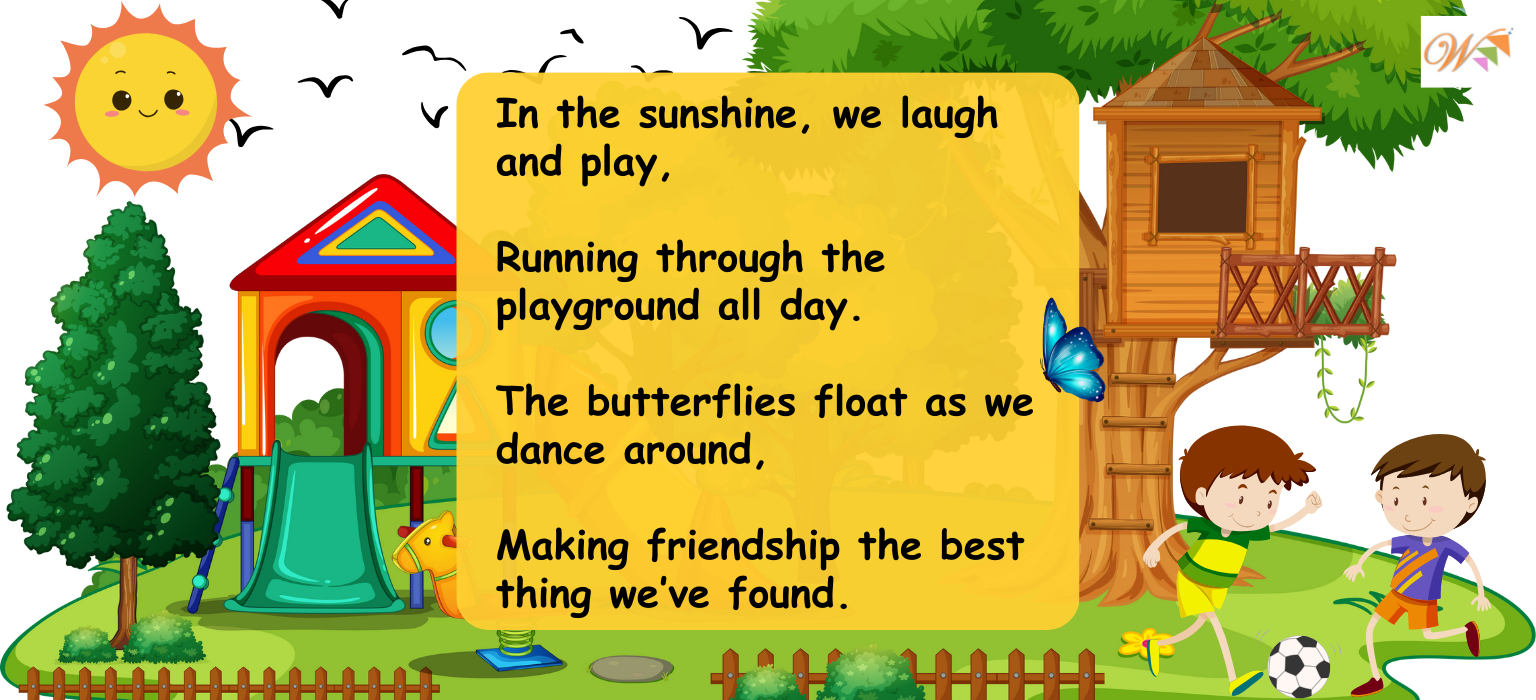 In the sunshine, we laugh
and play,
Running through the
playground all day.
The butterflies float as we
dance around,
Making friendship the best
thing we've found.
W